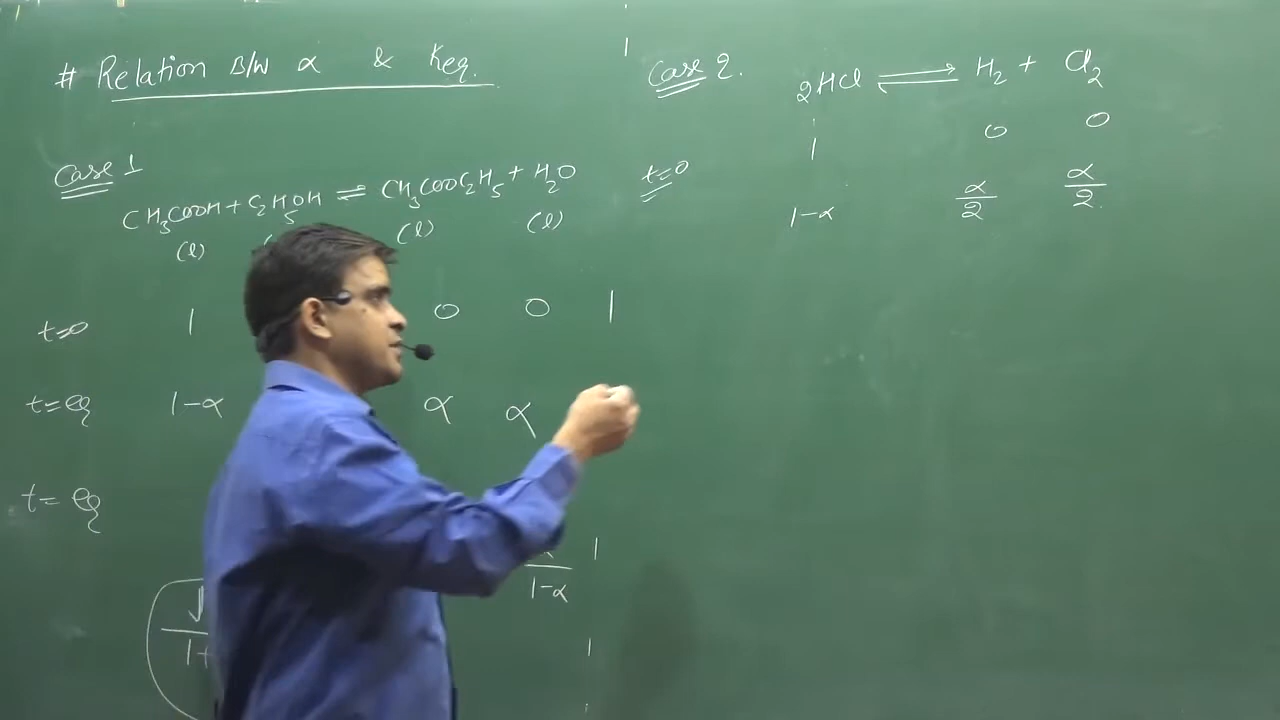 # Relation B/W α & Keq.
Case 1
CH₃COOH + C₂H₅OH ⇌ CH₃COOC₂H₅ + H₂O
(l) (l) (l)
t=0 1 0 0
t=eq 1-α α α
t= eq
1-α
Case 2.
2HCl ⇌ H₂ + Cl₂
t=0 1 0 0
1-α α/2 α/2